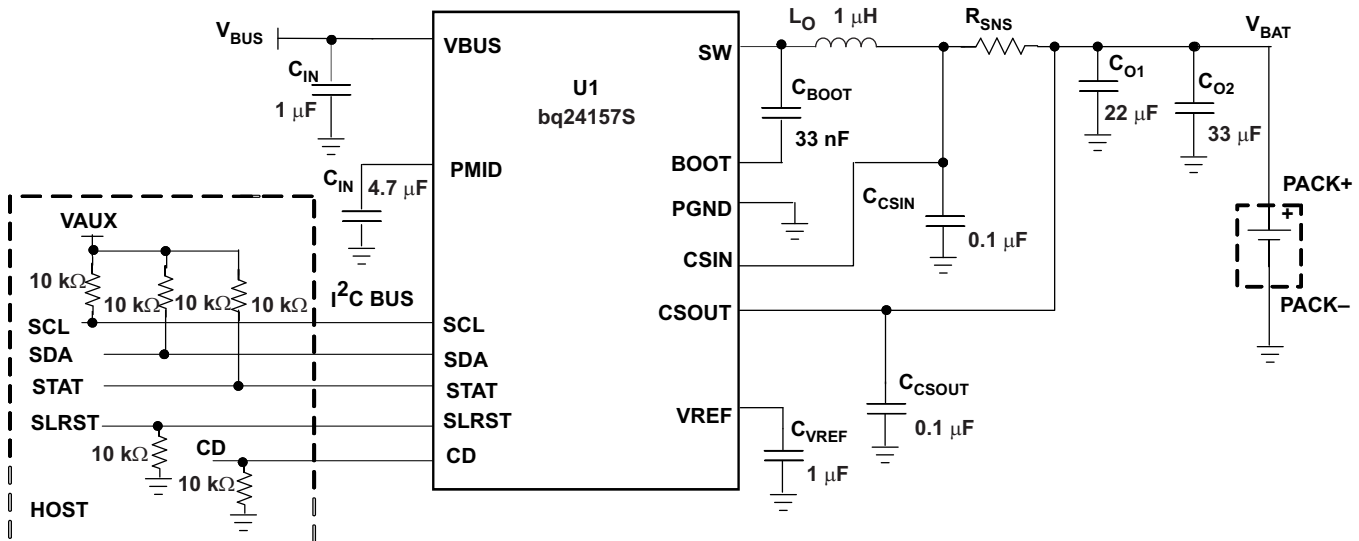 V_BUS
VBUS
C_IN
1 μF
U1
bq24157S
SW
L_O 1 μH
R_SNS
V_BAT
C_BOOT
33 nF
C_O1
22 μF
C_O2
33 μF
BOOT
PMID
C_IN 4.7 μF
PGND
C_CSIN
0.1 μF
CSIN
PACK+
+
PACK–
VAUX
10 kΩ
10 kΩ
10 kΩ
10 kΩ
I²C BUS
CSOUT
SCL
SCL
SDA
SDA
STAT
STAT
SLRST
SLRST
C_CSOUT
0.1 μF
VREF
C_VREF
1 μF
10 kΩ
CD
CD
10 kΩ
HOST